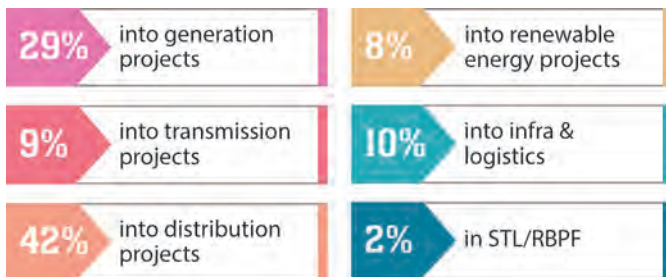 29%
into generation
projects
8%
into renewable
energy projects
9%
into transmission
projects
10%
into infra &
logistics
42%
into distribution
projects
2%
in STL/RBPF